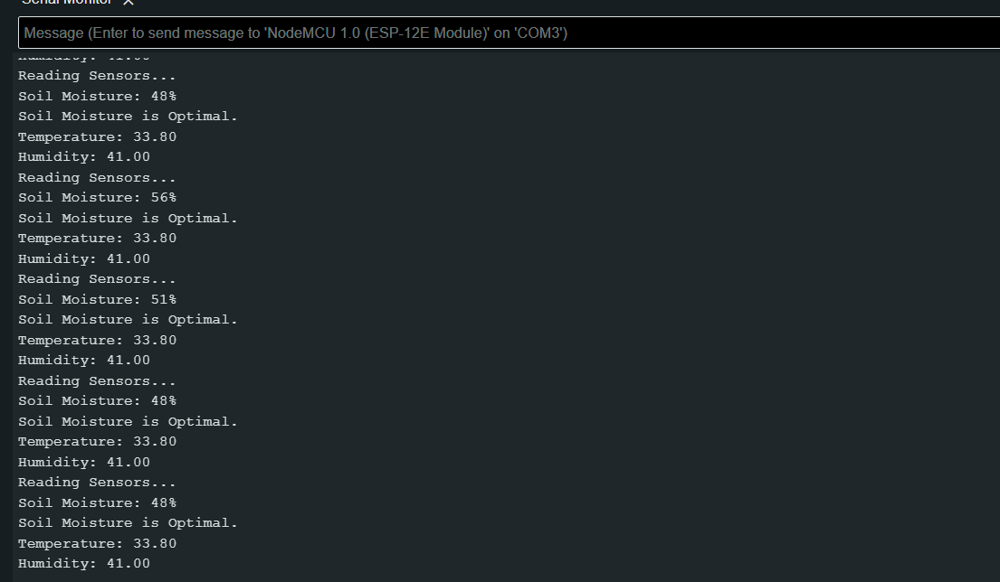 Serial Monitor
Message (Enter to send message to 'NodeMCU 1.0 (ESP-12E Module)' on 'COM3')
Humidity: 41.00
Reading Sensors...
Soil Moisture: 48%
Soil Moisture is Optimal.
Temperature: 33.80
Humidity: 41.00
Reading Sensors...
Soil Moisture: 56%
Soil Moisture is Optimal.
Temperature: 33.80
Humidity: 41.00
Reading Sensors...
Soil Moisture: 51%
Soil Moisture is Optimal.
Temperature: 33.80
Humidity: 41.00
Reading Sensors...
Soil Moisture: 48%
Soil Moisture is Optimal.
Temperature: 33.80
Humidity: 41.00
Reading Sensors...
Soil Moisture: 48%
Soil Moisture is Optimal.
Temperature: 33.80
Humidity: 41.00